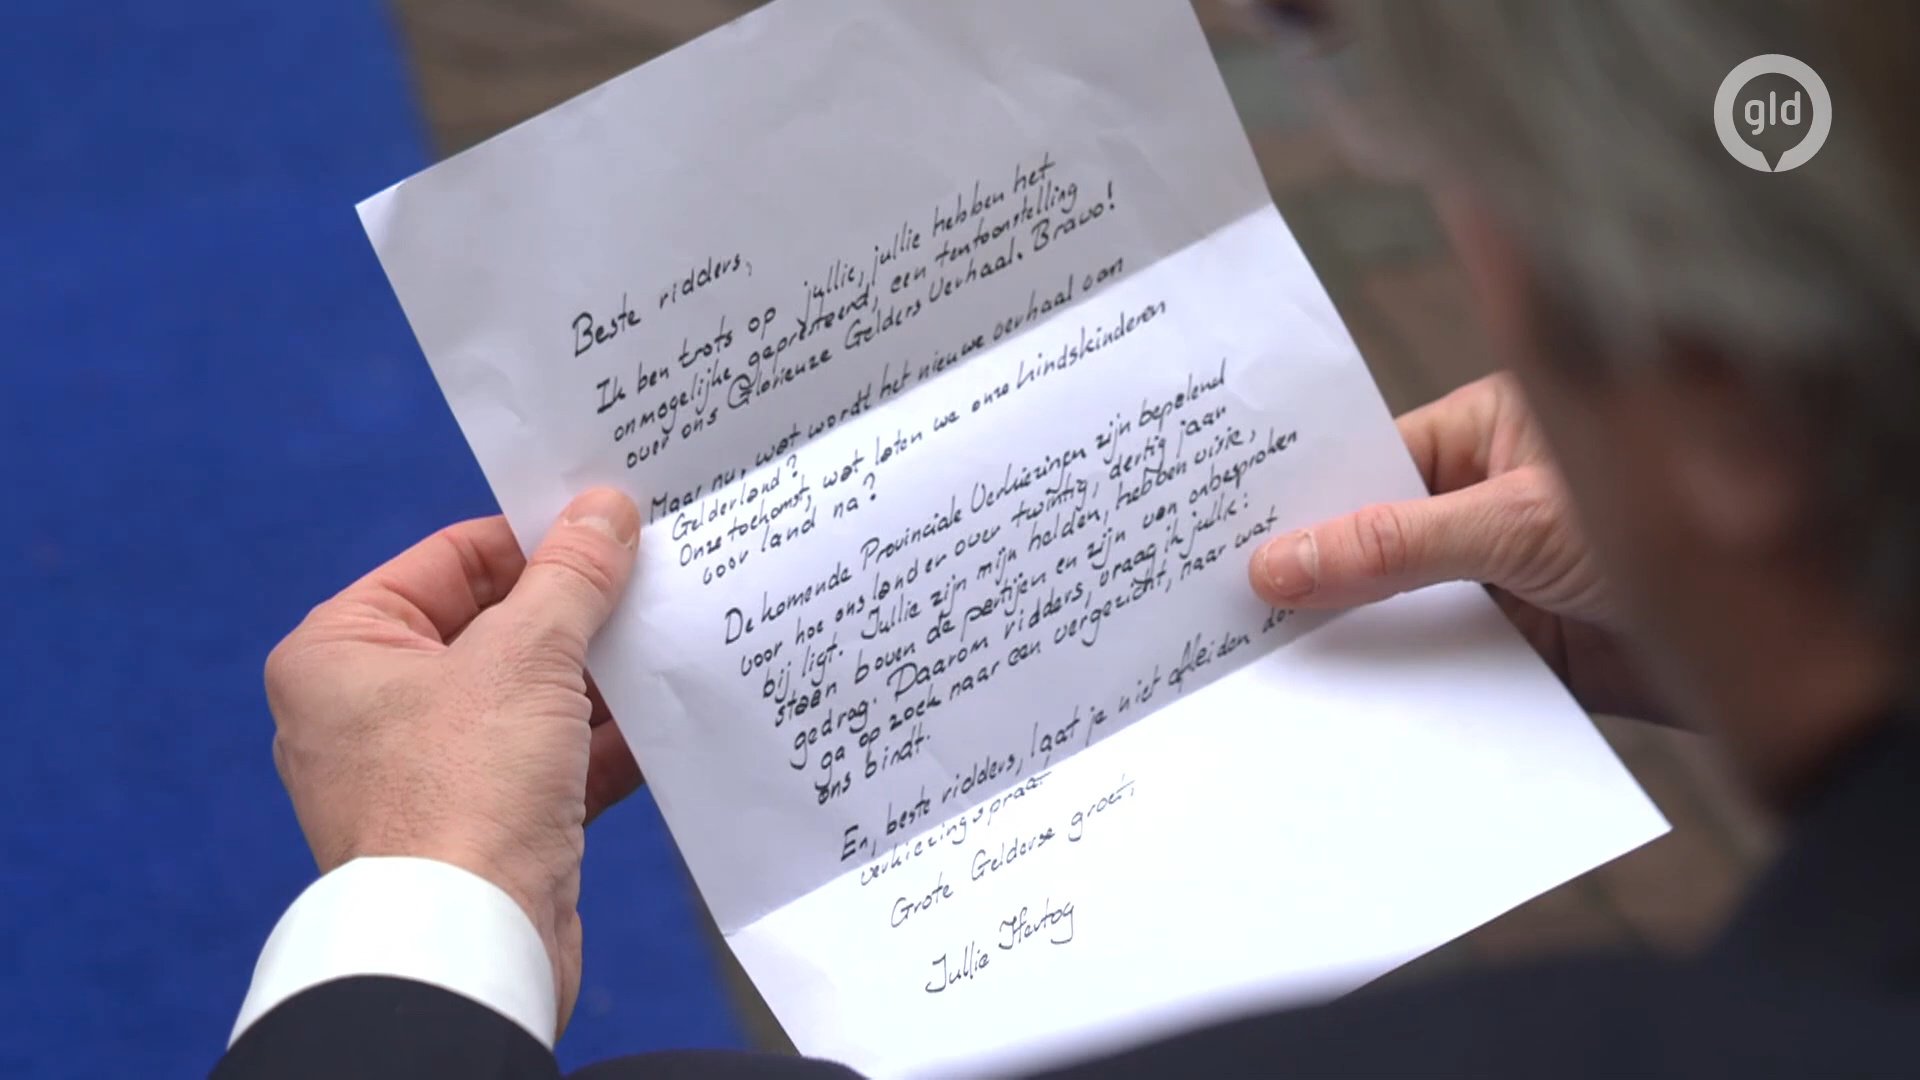 gld
Beste ridders,
Ik ben trots op jullie, jullie hebben het
onmogelijke gepresteerd, een tentoonstelling
over ons Glorieuze Gelders Verhaal. Bravo!
Maar nu, wat wordt het nieuwe verhaal van
Gelderland?
Onze toekomst, wat laten we onze kindskinderen
voor land na?
De komende Provinciale Verkiezingen zijn bepalend
voor hoe ons land er over twintig, dertig jaar
bij ligt. Jullie zijn mijn helden, hebben visie,
staan boven de partijen en zijn van onbesproken
gedrag. Daarom ridders, vraag ik jullie:
ga op zoek naar een vergezicht, naar wat
ons bindt.
En, beste ridders, laat je niet afleiden
verkiezingspraat.
Grote Gelderse groet,
Jullie Hertog